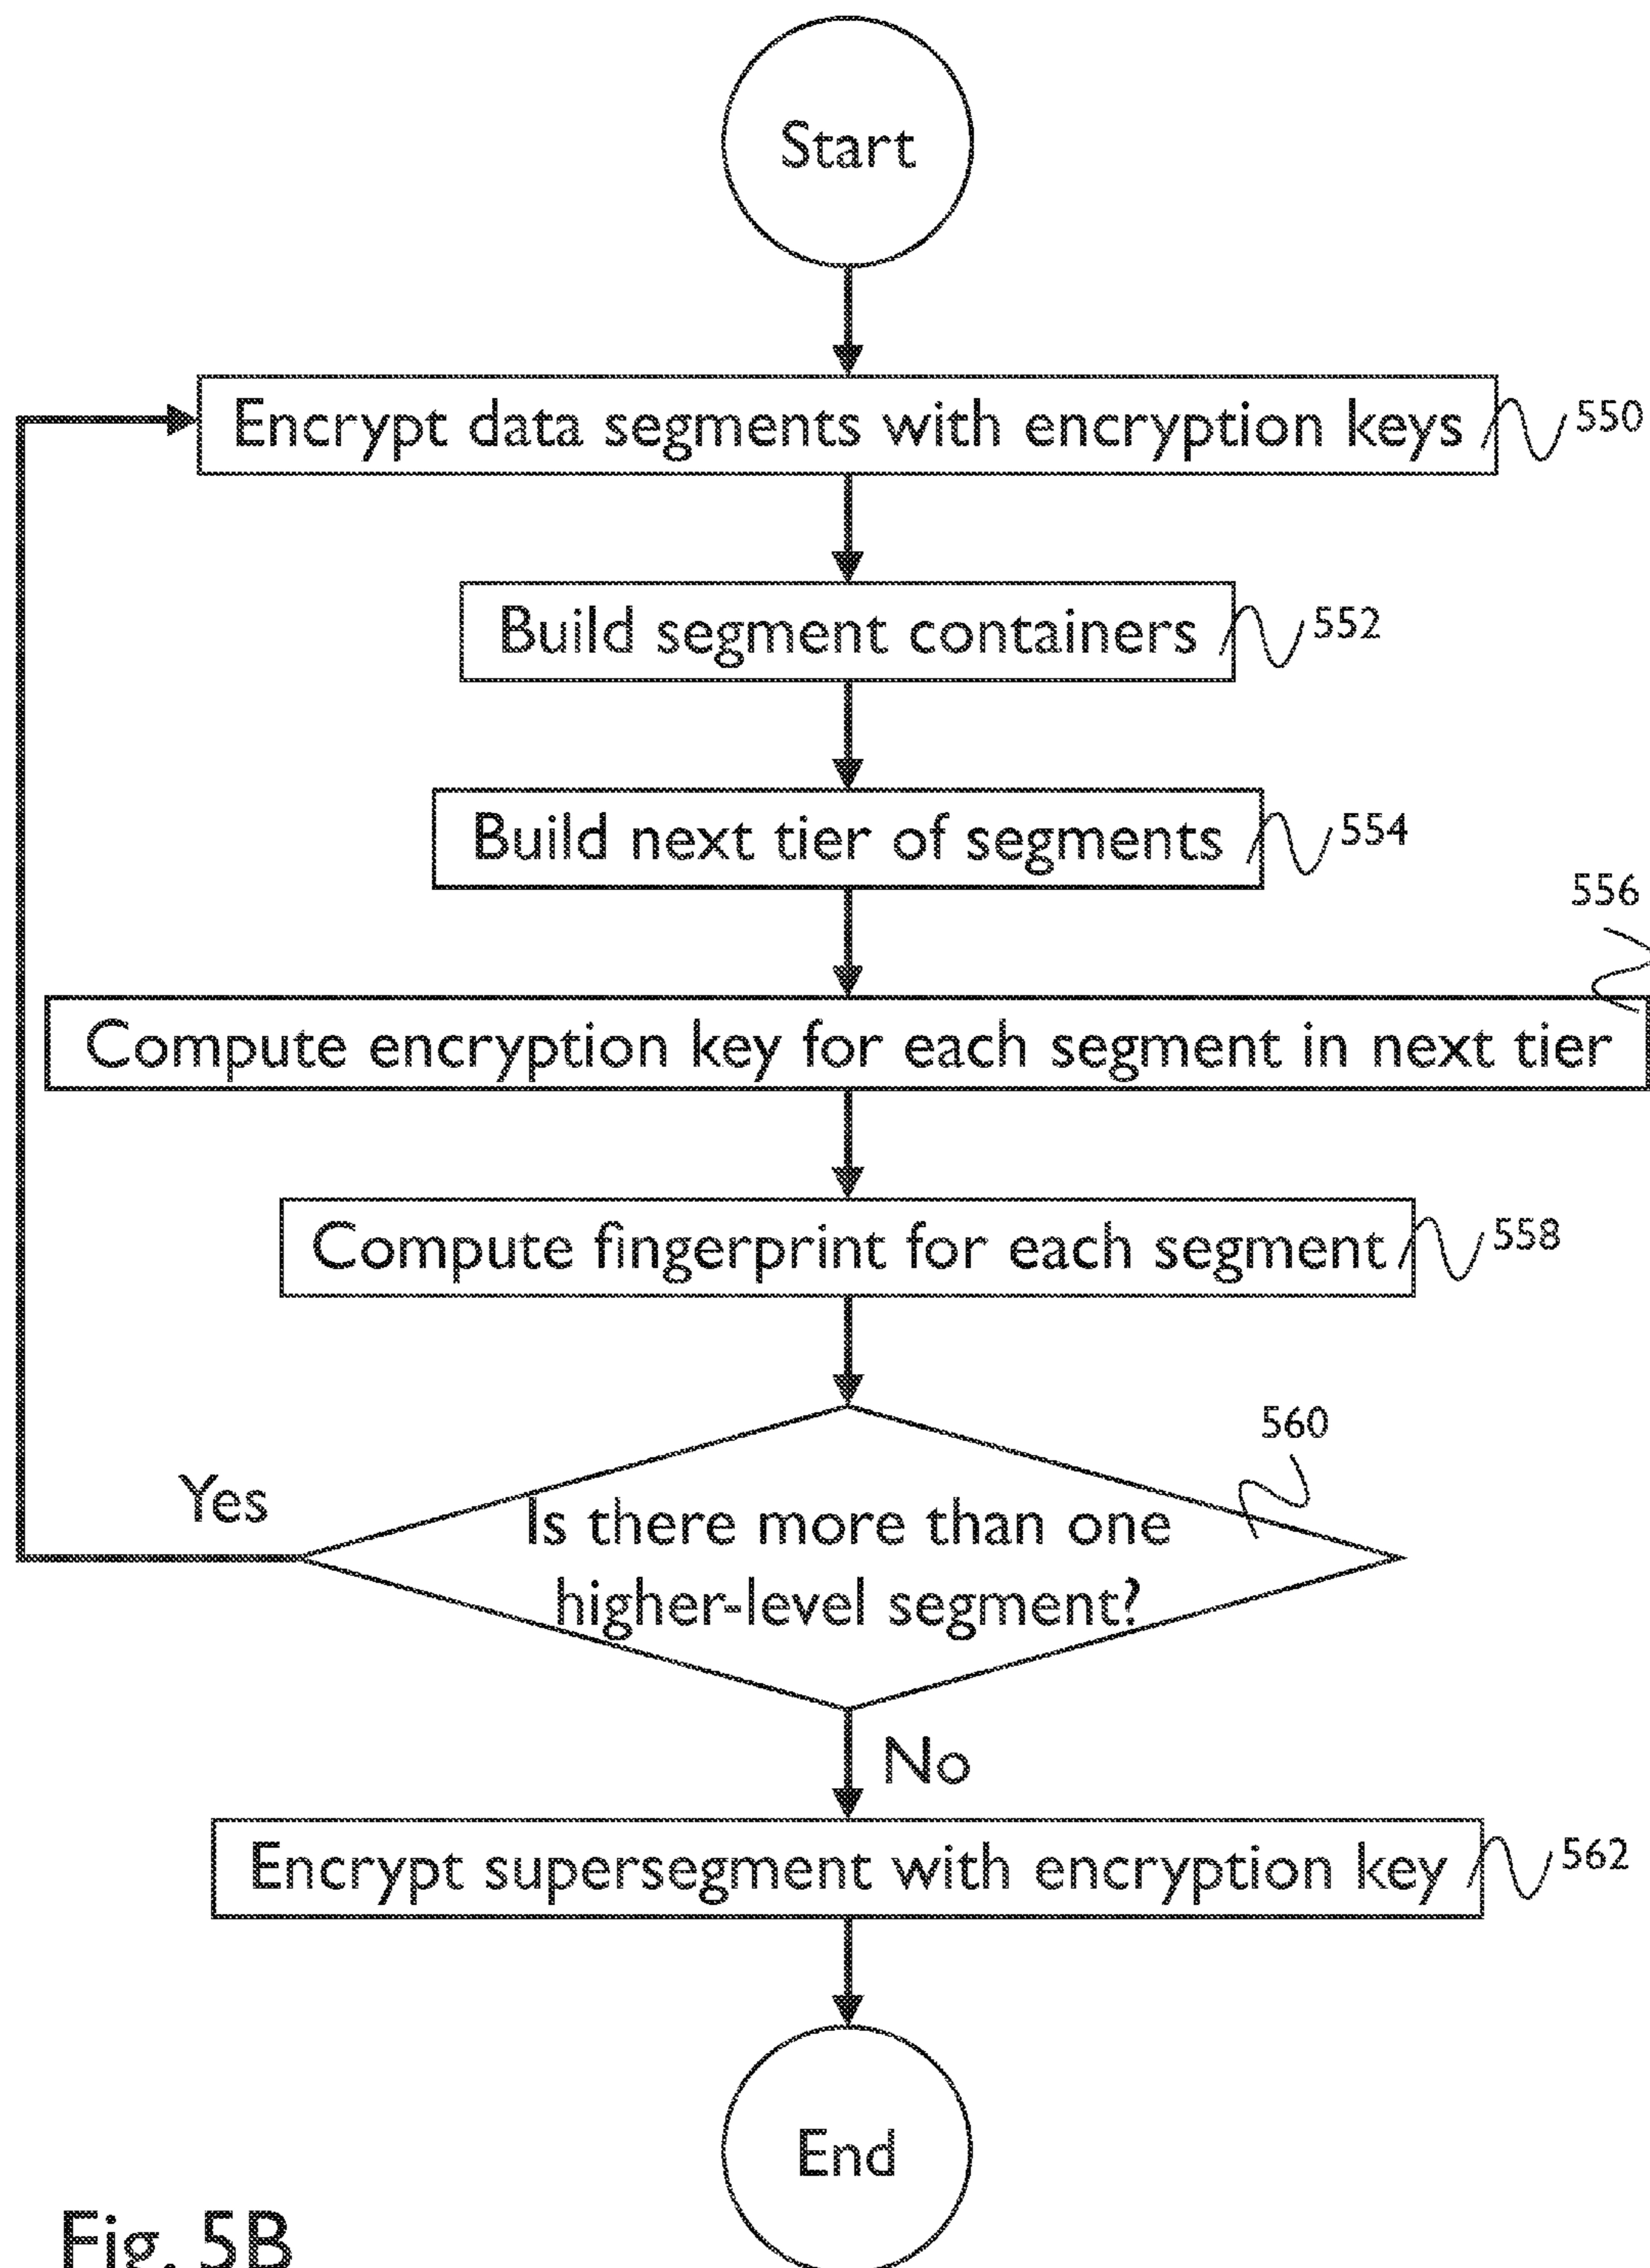 Start
Encrypt data segments with encryption keys
550
Build segment containers
552
Build next tier of segments
554
556
Compute encryption key for each segment in next tier
Compute fingerprint for each segment
558
560
Yes
Is there more than one
higher-level segment?
No
Encrypt supersegment with encryption key
562
End
Fig. 5B